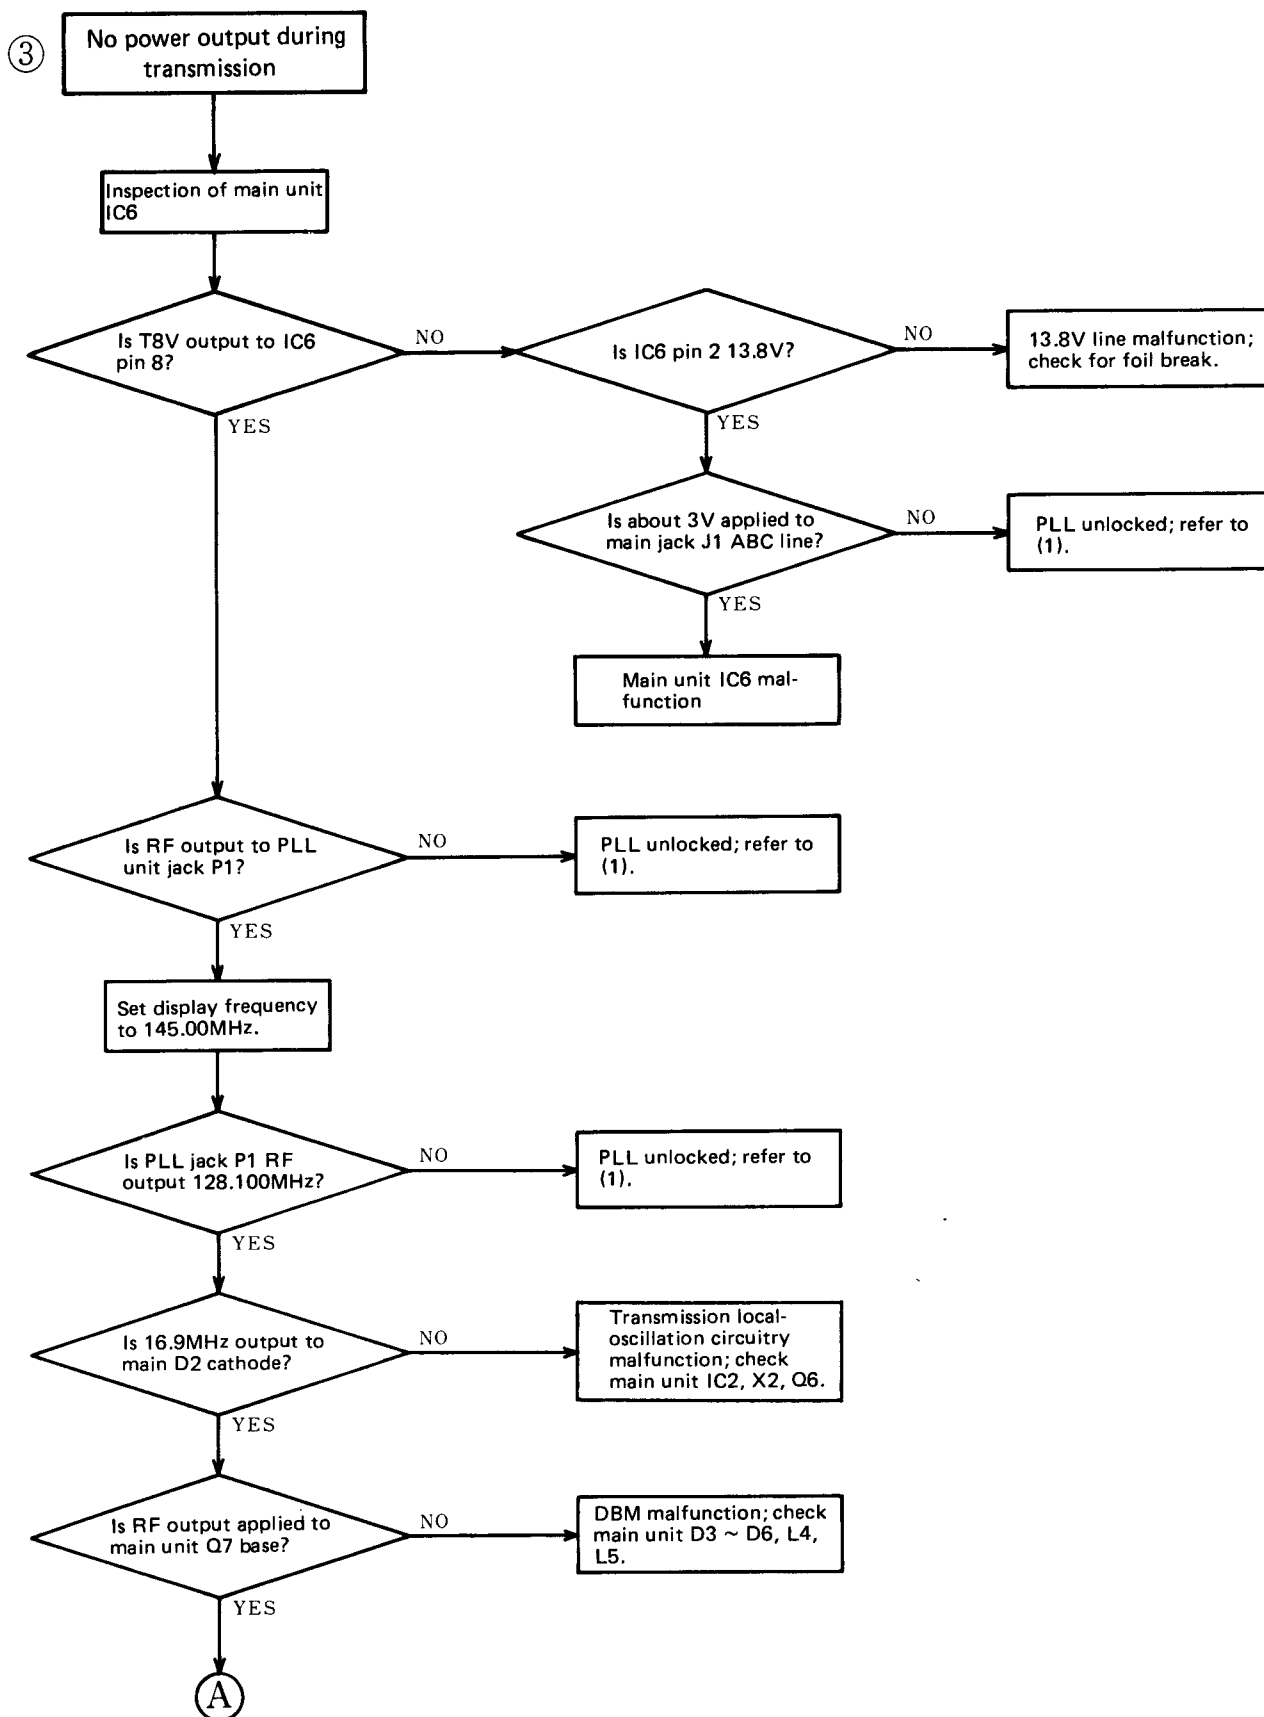 ③
No power output during
transmission
Inspection of main unit
IC6
Is T8V output to IC6
pin 8?
NO
YES
Is IC6 pin 2 13.8V?
NO
YES
13.8V line malfunction;
check for foil break.
Is about 3V applied to
main jack J1 ABC line?
NO
YES
PLL unlocked; refer to
(1).
Main unit IC6 mal-
function
Is RF output to PLL
unit jack P1?
NO
YES
PLL unlocked; refer to
(1).
Set display frequency
to 145.00MHz.
Is PLL jack P1 RF
output 128.100MHz?
NO
YES
PLL unlocked; refer to
(1).
Is 16.9MHz output to
main D2 cathode?
NO
YES
Transmission local-
oscillation circuitry
malfunction; check
main unit IC2, X2, Q6.
Is RF output applied to
main unit Q7 base?
NO
YES
DBM malfunction; check
main unit D3 ~ D6, L4,
L5.
A